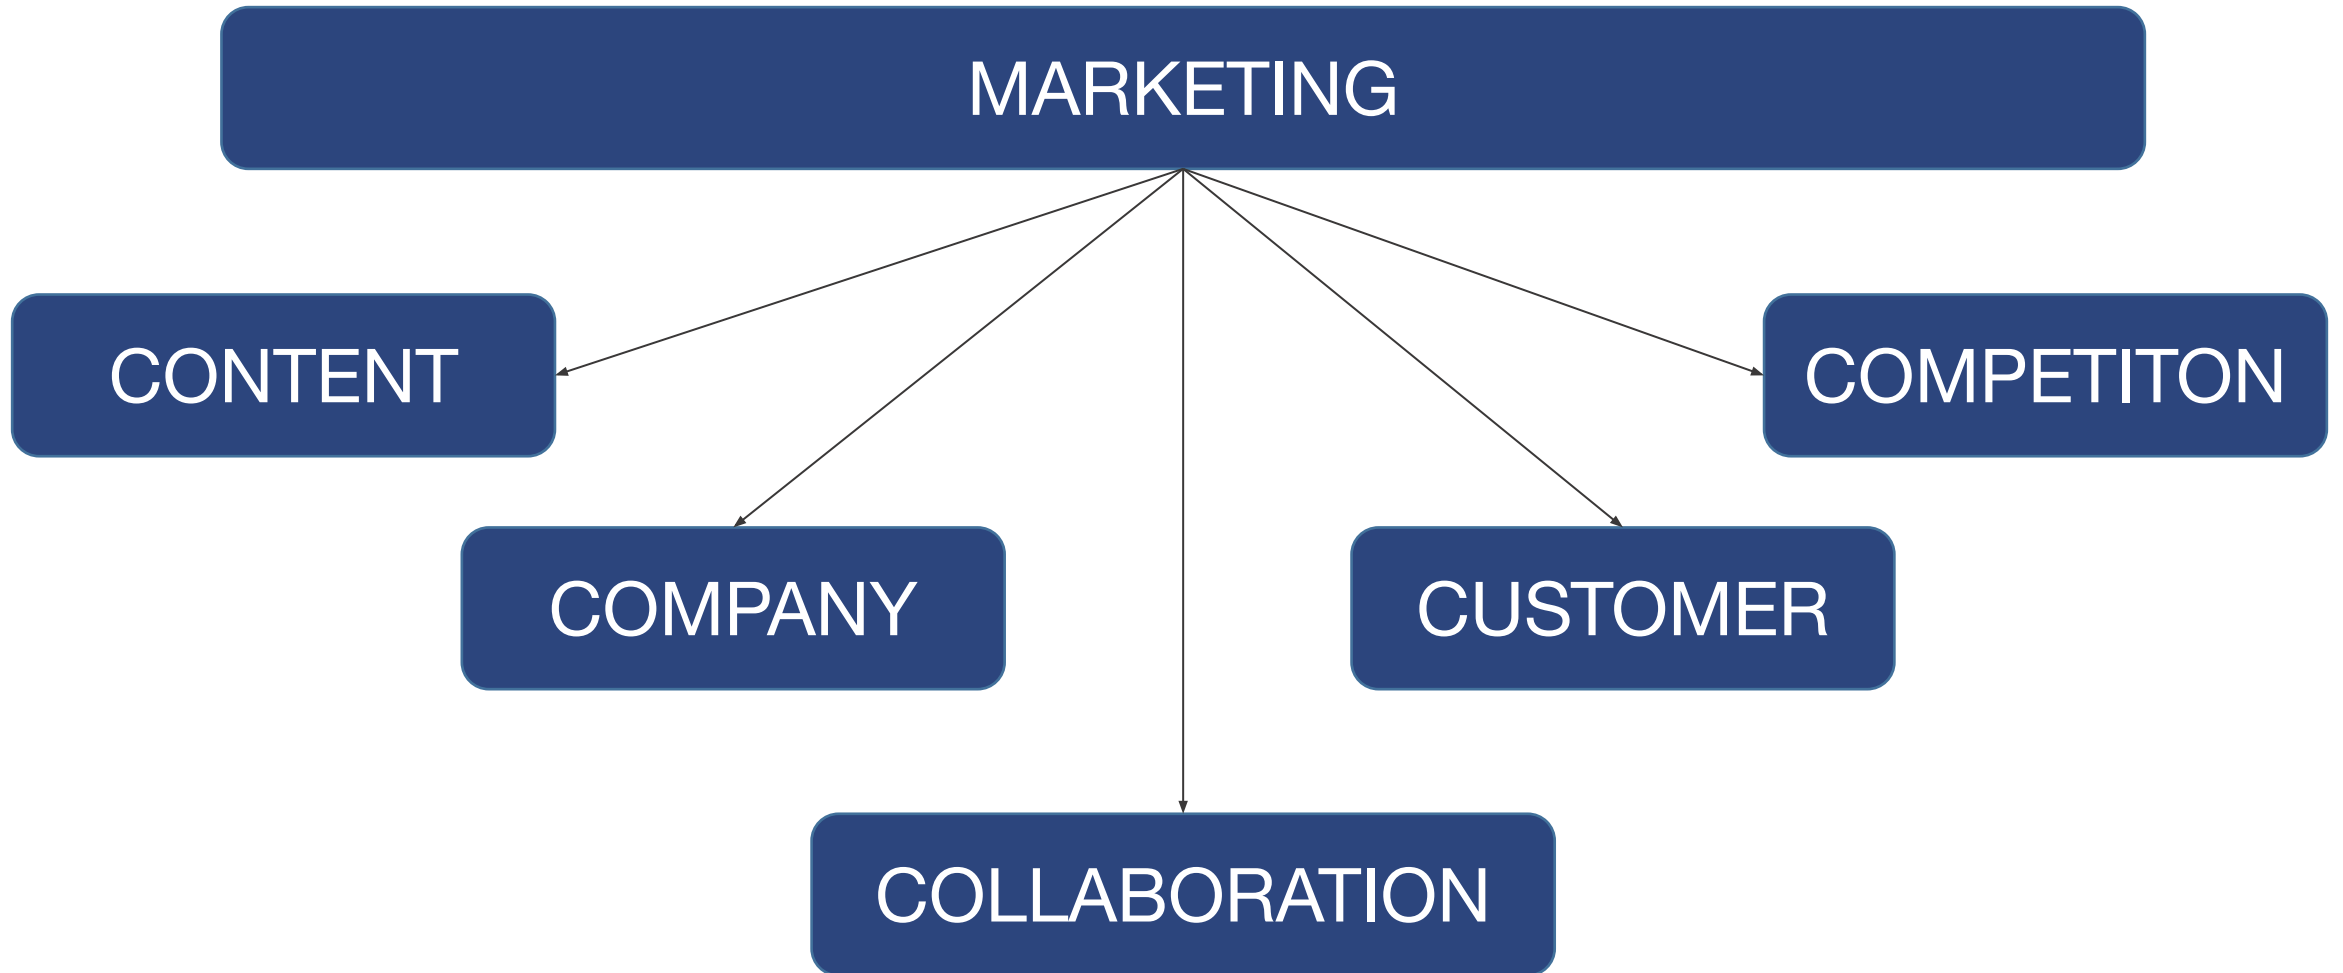 MARKETING
CONTENT
COMPETITON
COMPANY
CUSTOMER
COLLABORATION